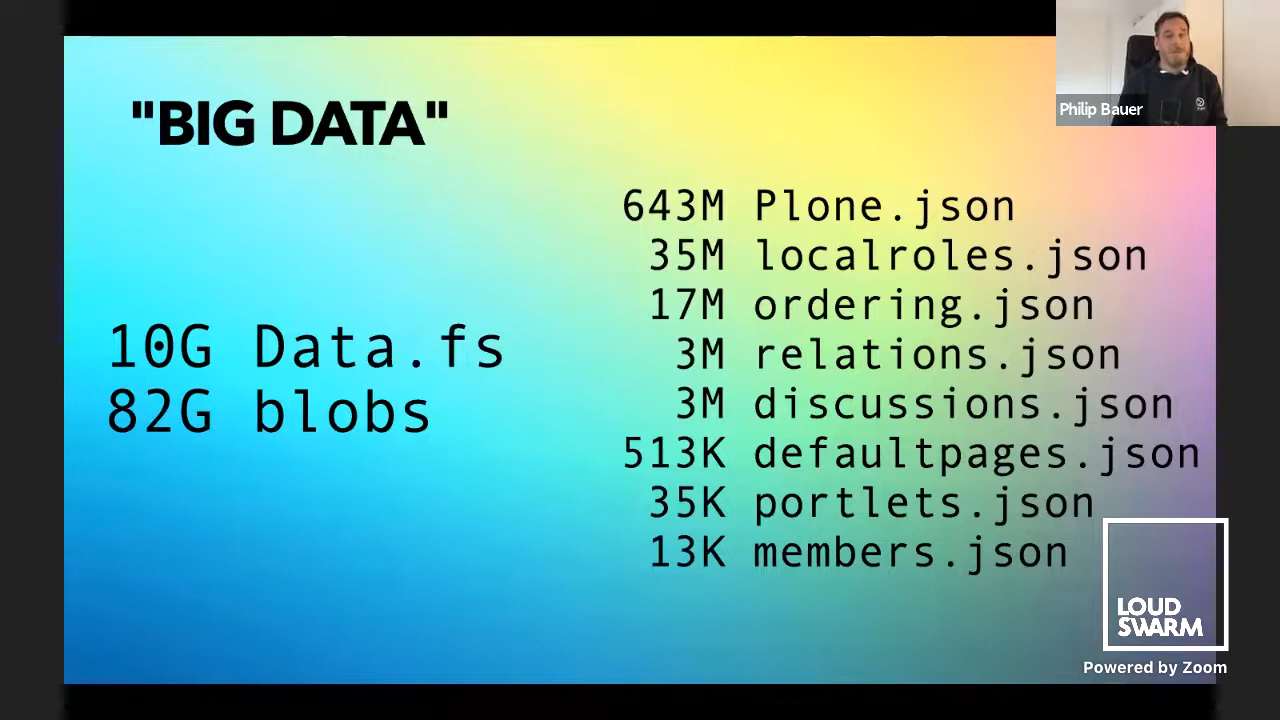 "BIG DATA"
10G Data.fs
82G blobs
643M Plone.json
35M localroles.json
17M ordering.json
3M relations.json
3M discussions.json
513K defaultpages.json
35K portlets.json
13K members.json
Philip Bauer
LOUD
SWARM
Powered by Zoom